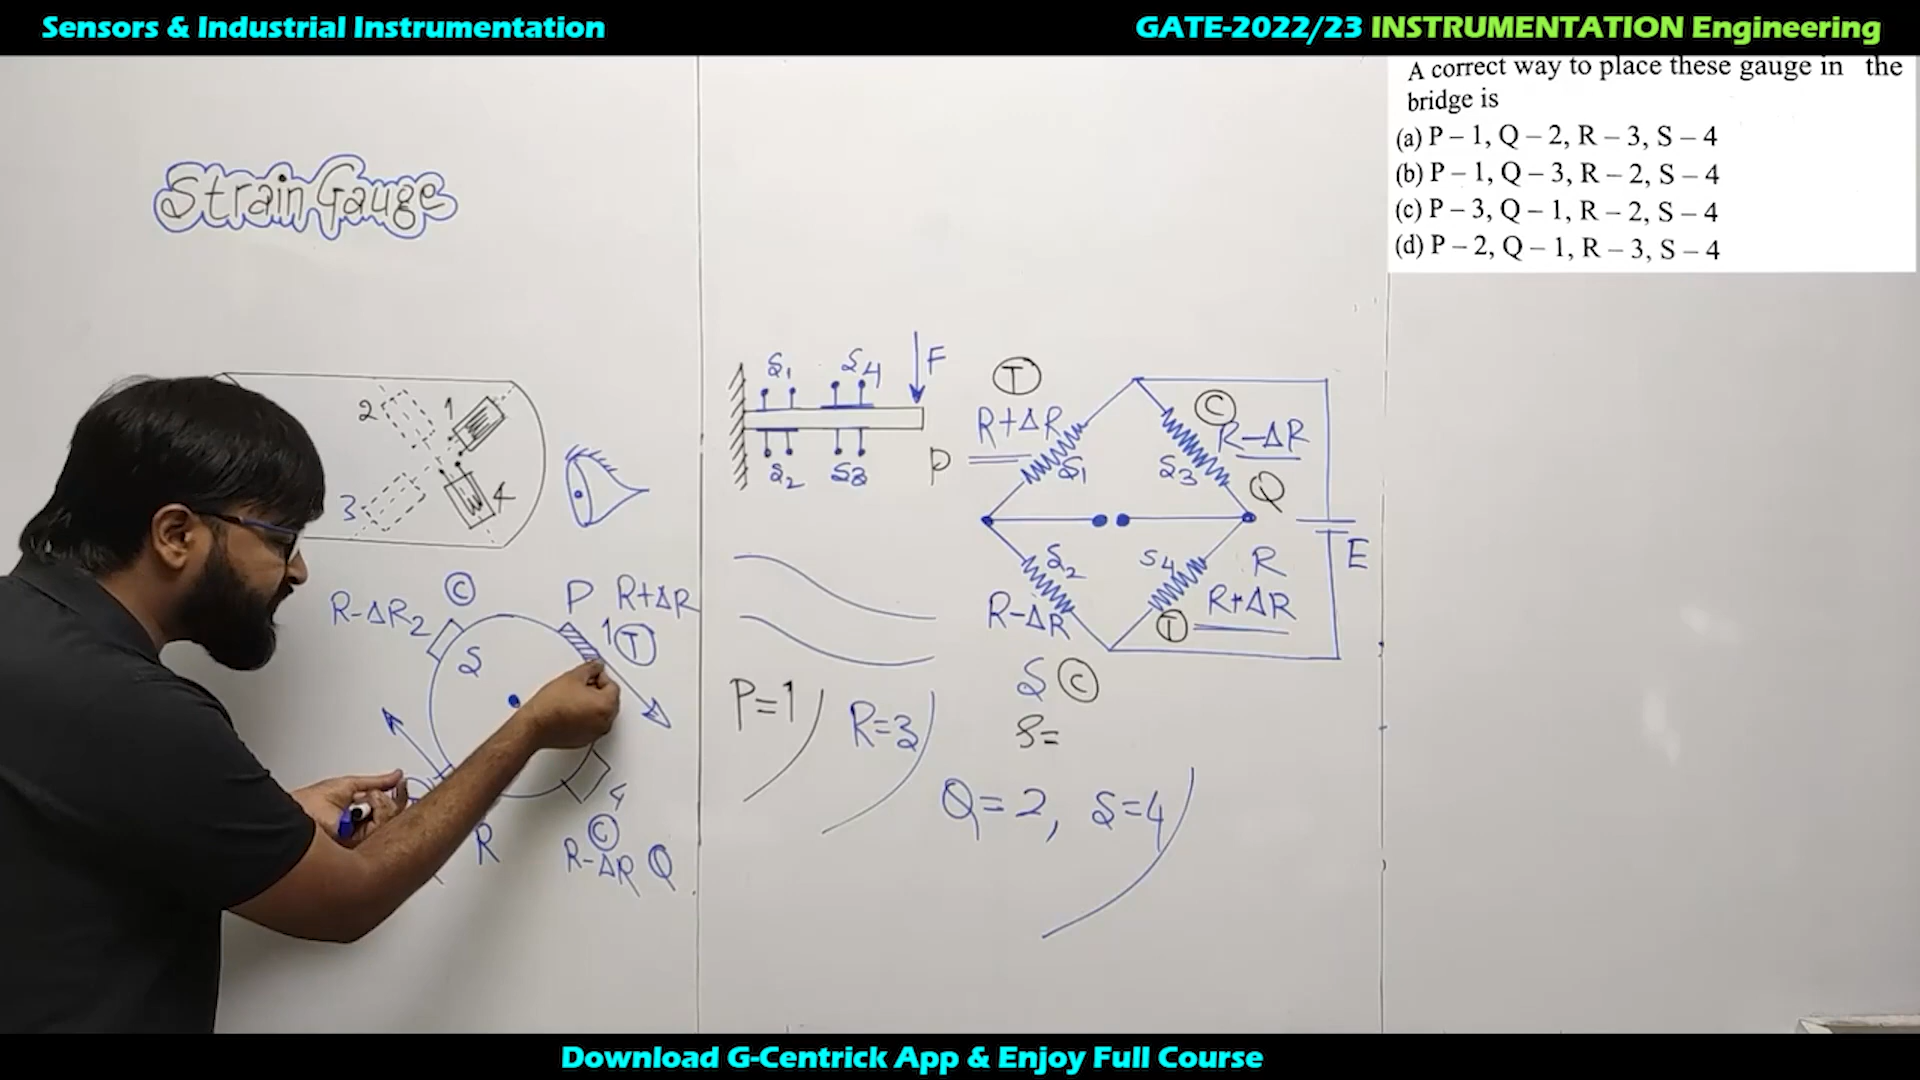 Sensors & Industrial Instrumentation
GATE-2022/23 INSTRUMENTATION Engineering
A correct way to place these gauge in the
bridge is
(a) P – 1, Q – 2, R – 3, S – 4
(b) P – 1, Q – 3, R – 2, S – 4
(c) P – 3, Q – 1, R – 2, S – 4
(d) P – 2, Q – 1, R – 3, S – 4
Strain Gauge
2 1
3 4
S1 S4 F
S2 S3
T
R+ΔR
P
S1
C
R-ΔR
S3
Q
E
S2
R-ΔR
S C
S4 R
R+ΔR
T
S=
C
R-ΔR 2
S
P R+ΔR
1 T
4
C
R-ΔR Q
R
P=1
R=3
Q=2, S=4
Download G-Centrick App & Enjoy Full Course